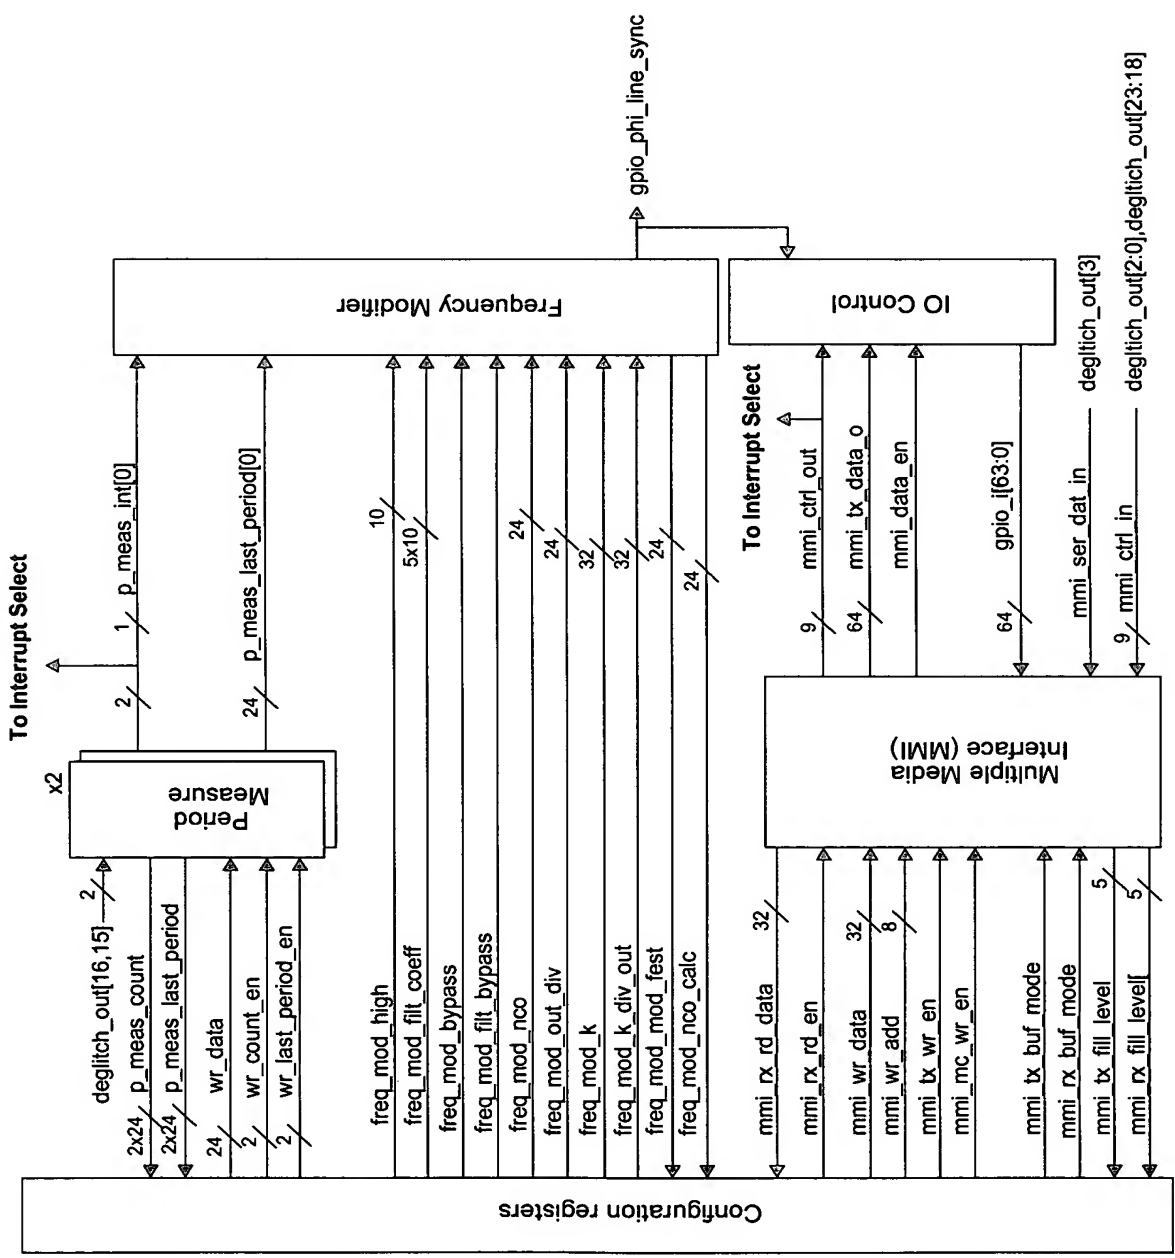 To Interrupt Select
x2
Period
Measure
deglitch_out[16,15]
2
p_meas_count
2x24
p_meas_last_period
2x24
wr_data
24
wr_count_en
2
wr_last_period_en
2
2
1
p_meas_int[0]
24
p_meas_last_period[0]
Frequency Modifier
freq_mod_high
10
freq_mod_filt_coeff
5x10
freq_mod_bypass
freq_mod_filt_bypass
freq_mod_nco
24
freq_mod_out_div
24
freq_mod_k
32
freq_mod_k_div_out
32
freq_mod_mod_fest
24
freq_mod_nco_calc
24
gpio_phi_line_sync
IO Control
To Interrupt Select
9
mmi_ctrl_out
64
mmi_tx_data_o
mmi_data_en
64
gpio_i[63:0]
mmi_ser_dat_in
degltich_out[3]
9
mmi_ctrl_in
degltich_out[2:0],degltich_out[23:18]
Multiple Media
Interface (MMI)
mmi_rx_rd_data
32
mmi_rx_rd_en
mmi_wr_data
32
mmi_wr_add
8
mmi_tx_wr_en
mmi_mc_wr_en
mmi_tx_buf_mode
mmi_rx_buf_mode
mmi_tx_fill_level
5
mmi_rx_fill_level[
5
Configuration registers